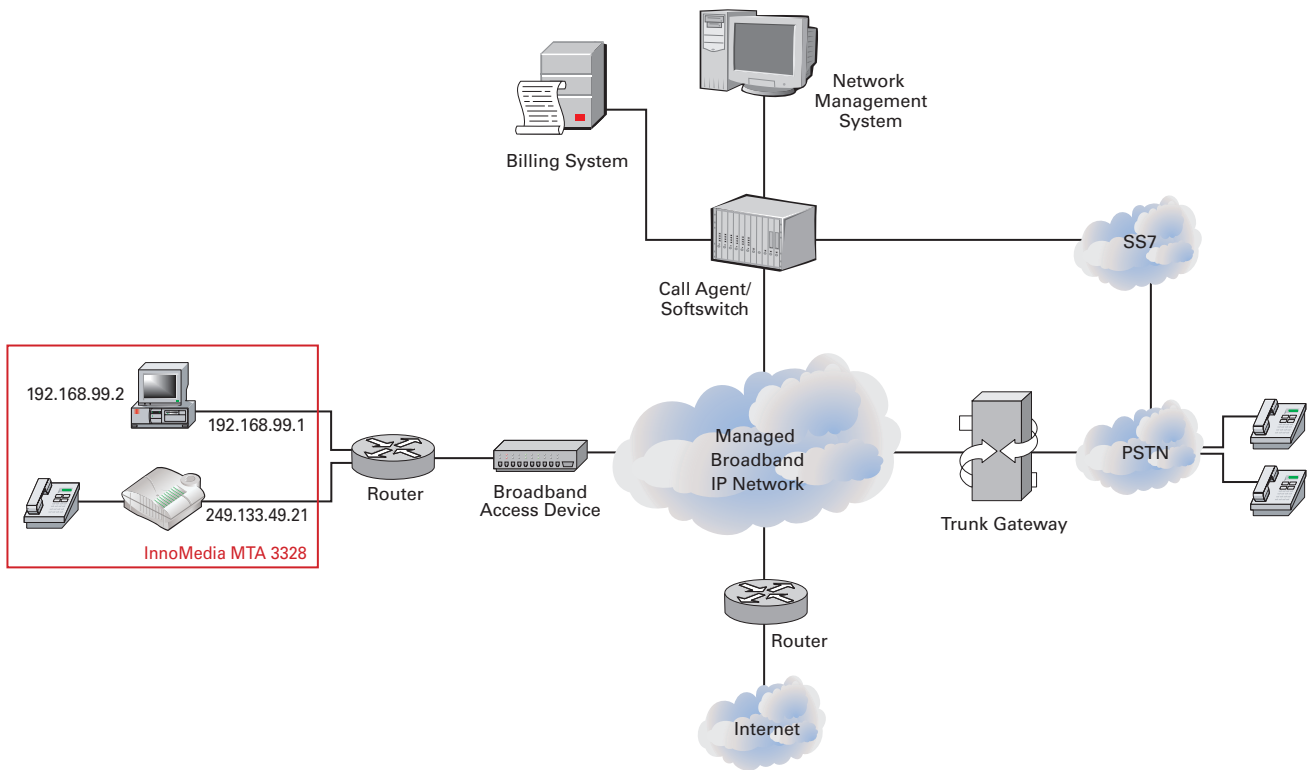 Network
Management
System
Billing System
SS7
Call Agent/
Softswitch
192.168.99.2
192.168.99.1
249.133.49.21
InnoMedia MTA 3328
Router
Broadband
Access Device
Managed
Broadband
IP Network
Trunk Gateway
PSTN
Router
Internet